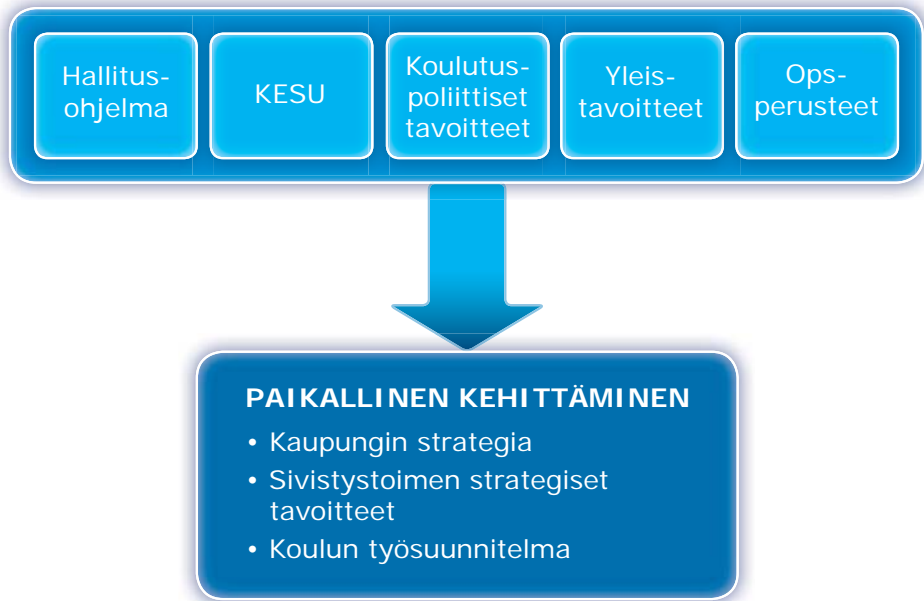 Hallitus-
ohjelma
KESU
Koulutus-
poliittiset
tavoitteet
Yleis-
tavoitteet
Ops-
perusteet
PAIKALLINEN KEHITTÄMINEN
• Kaupungin strategia
• Sivistystoimen strategiset
tavoitteet
• Koulun työsuunnitelma